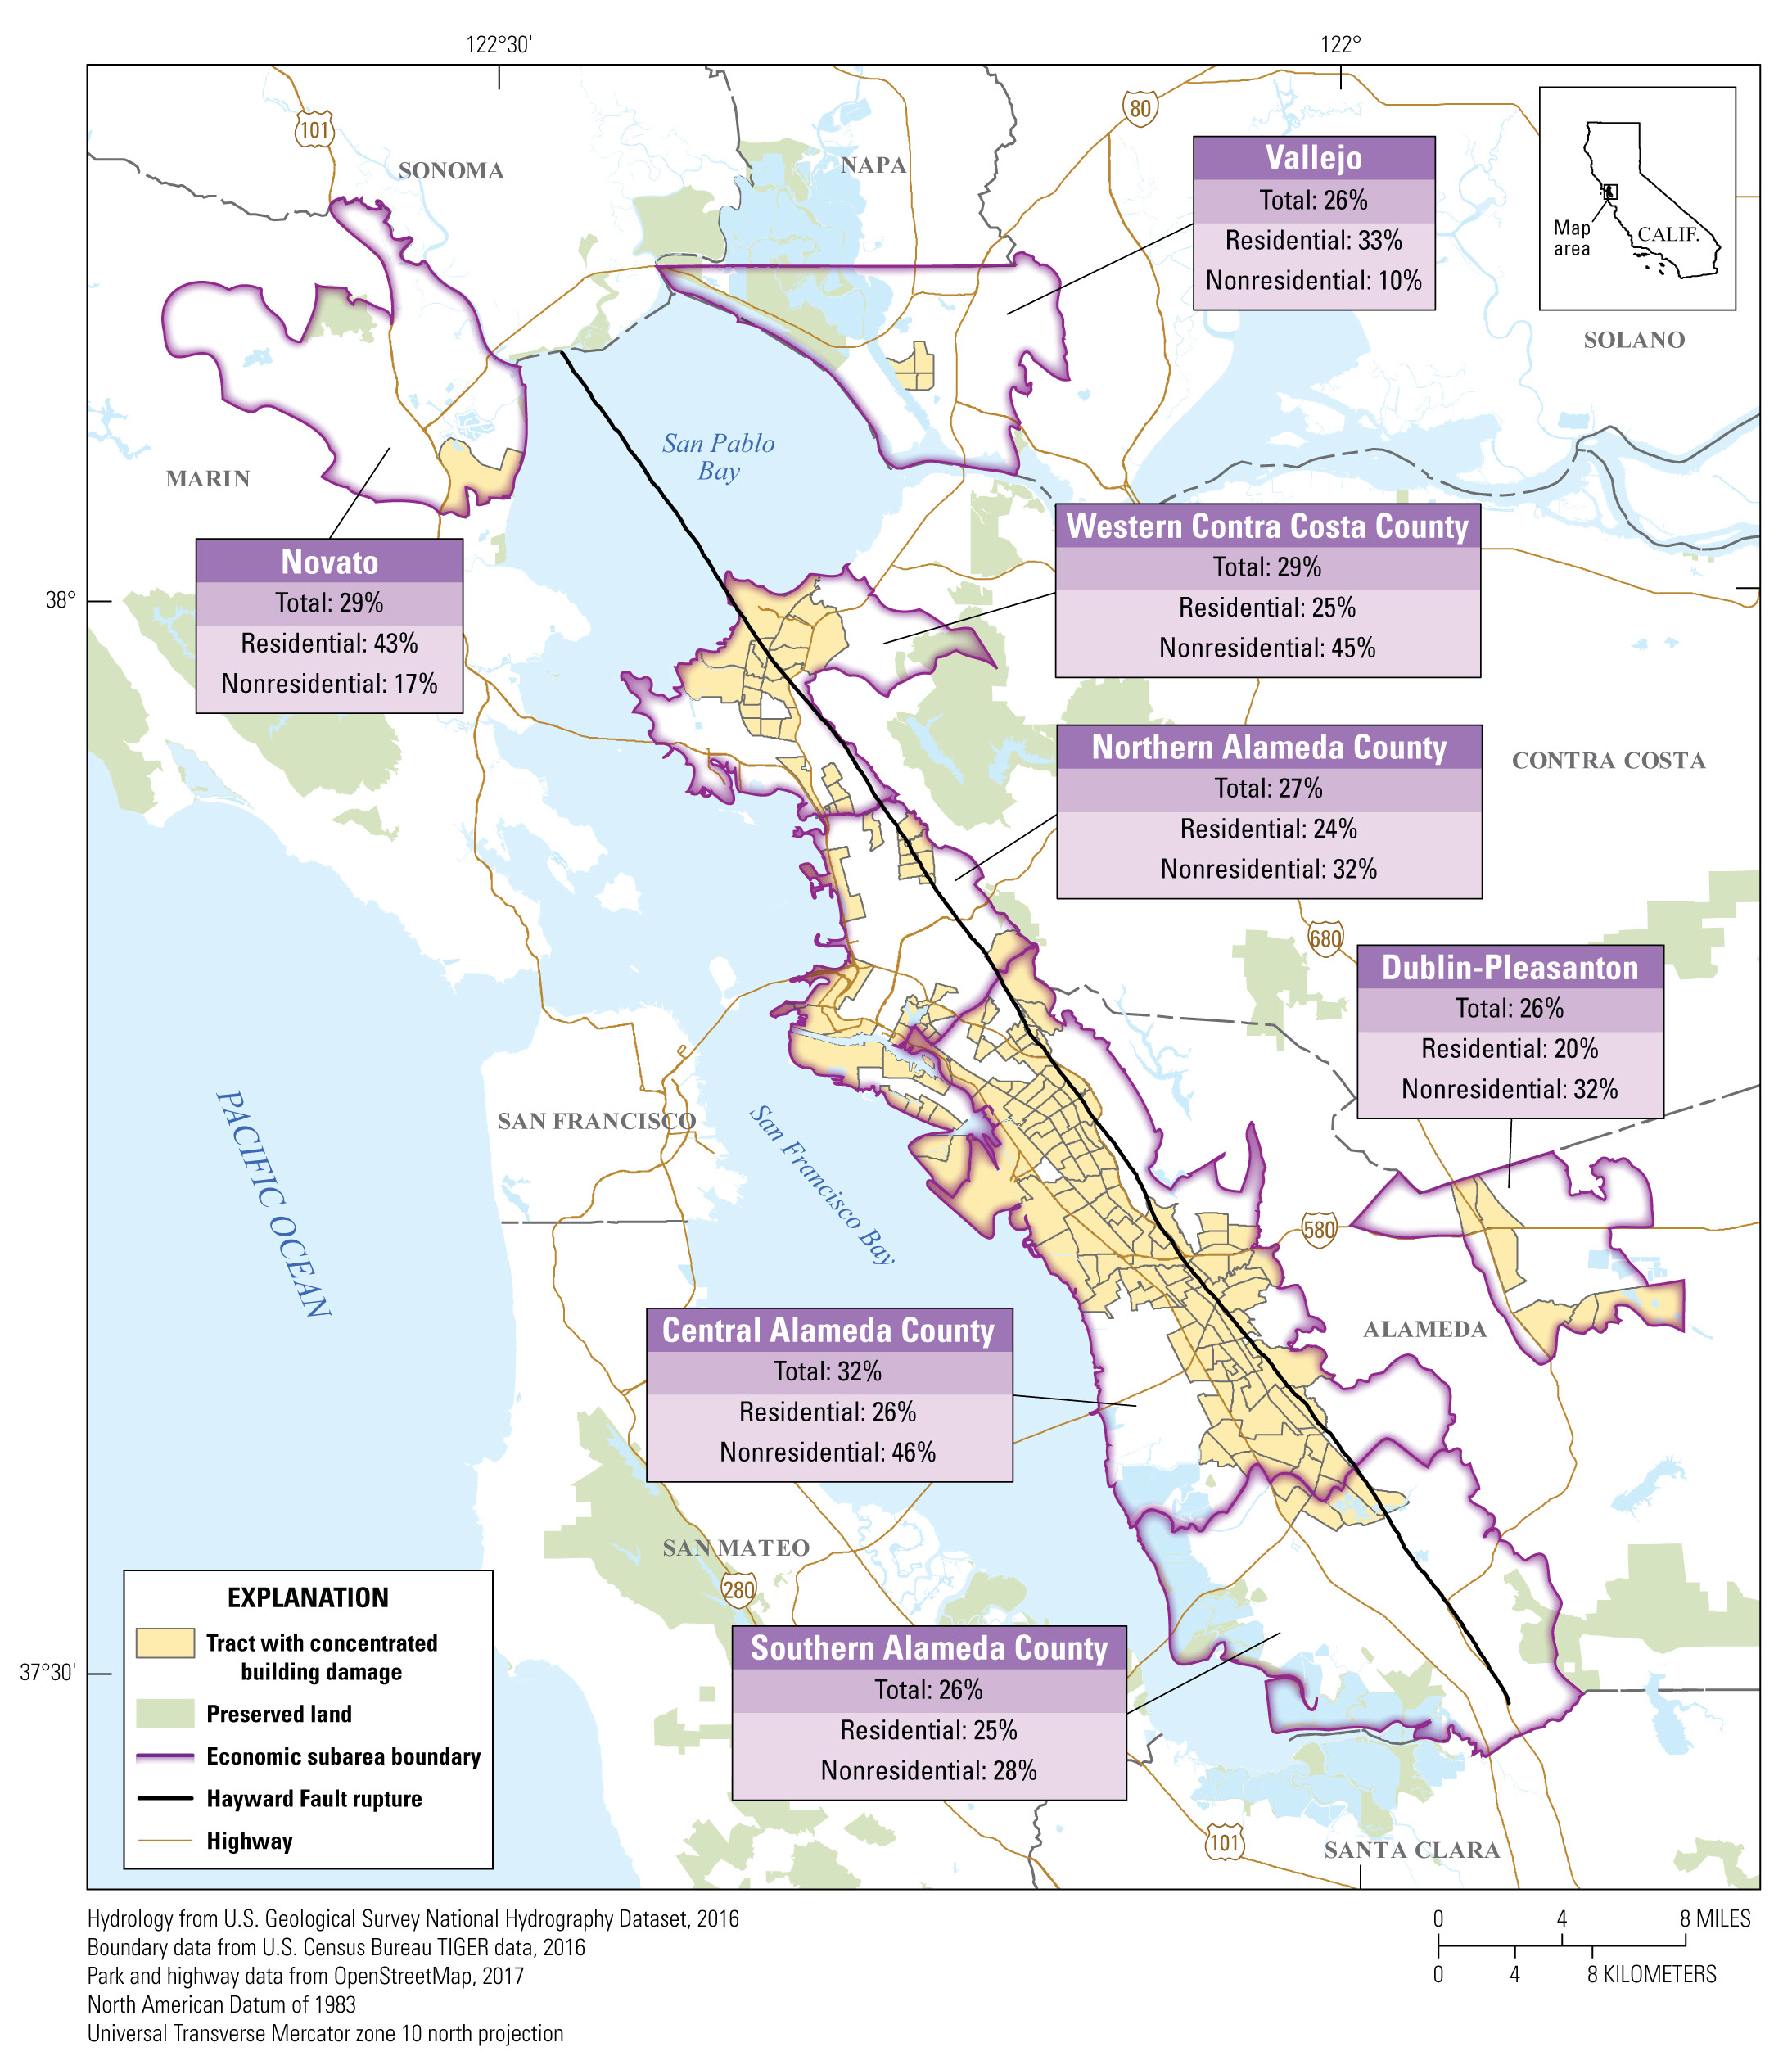 122°30'
122°
101
80
SONOMA
NAPA
Vallejo
Total: 26%
Residential: 33%
Nonresidential: 10%
Map
area
CALIF.
SOLANO
San Pablo
Bay
MARIN
Western Contra Costa County
Total: 29%
Residential: 25%
Nonresidential: 45%
Novato
Total: 29%
Residential: 43%
Nonresidential: 17%
38°
Northern Alameda County
Total: 27%
Residential: 24%
Nonresidential: 32%
CONTRA COSTA
680
Dublin-Pleasanton
Total: 26%
Residential: 20%
Nonresidential: 32%
PACIFIC OCEAN
SAN FRANCISCO
San Francisco Bay
580
Central Alameda County
Total: 32%
Residential: 26%
Nonresidential: 46%
ALAMEDA
SAN MATEO
280
Southern Alameda County
Total: 26%
Residential: 25%
Nonresidential: 28%
37°30'
EXPLANATION
Tract with concentrated
building damage
Preserved land
Economic subarea boundary
Hayward Fault rupture
Highway
101
SANTA CLARA
Hydrology from U.S. Geological Survey National Hydrography Dataset, 2016
Boundary data from U.S. Census Bureau TIGER data, 2016
Park and highway data from OpenStreetMap, 2017
North American Datum of 1983
Universal Transverse Mercator zone 10 north projection
0 4 8 MILES
0 4 8 KILOMETERS